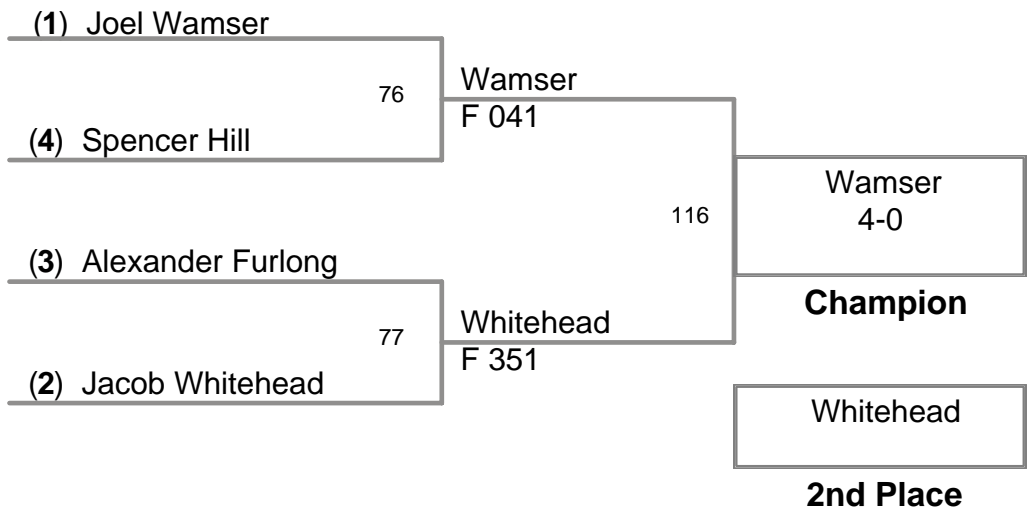 (1) Joel Wamser
76
Wamser
F 041
(4) Spencer Hill
116
Wamser
4-0
Champion
(3) Alexander Furlong
77
Whitehead
F 351
(2) Jacob Whitehead
Whitehead
2nd Place